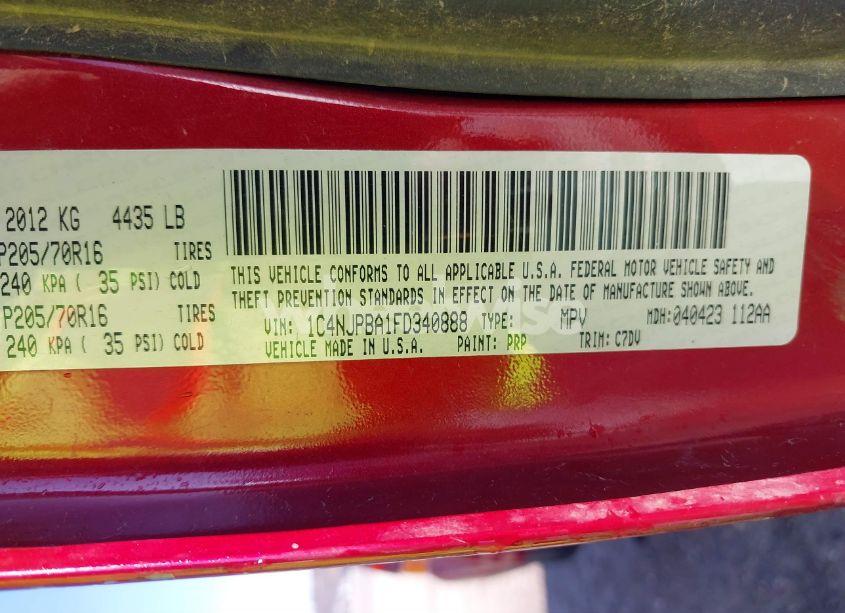 2012 KG 4435 LB
P205/70R16 TIRES
240 KPA ( 35 PSI) COLD
P205/70R16 TIRES
240 KPA ( 35 PSI) COLD
THIS VEHICLE CONFORMS TO ALL APPLICABLE U.S.A. FEDERAL MOTOR VEHICLE SAFETY AND
THEFT PREVENTION STANDARDS IN EFFECT ON THE DATE OF MANUFACTURE SHOWN ABOVE.
VIN: 1C4NJPBA1FD340888 TYPE: MPV MDH: 040423 112AA
VEHICLE MADE IN U.S.A. PAINT: PRP TRIM: C7DV